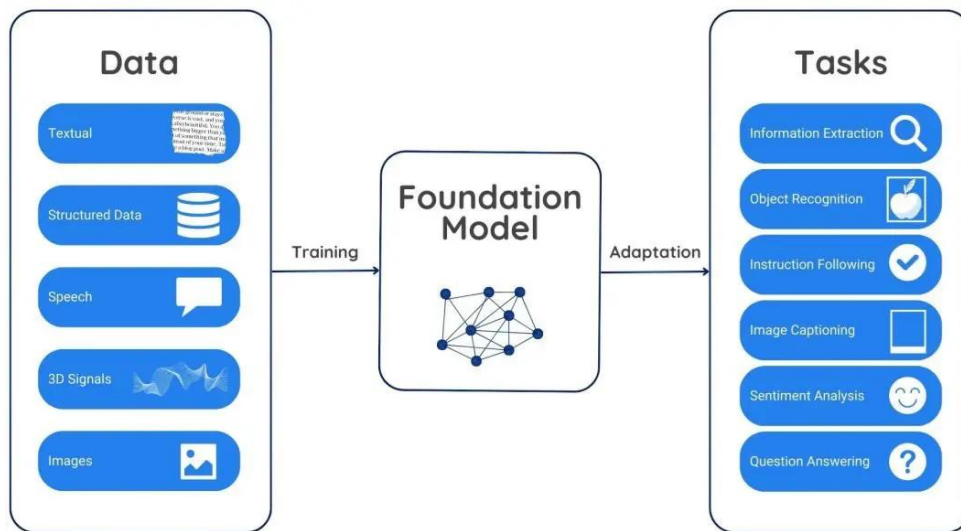 Data
Textual
Structured Data
Speech
3D Signals
Images
Training
Foundation
Model
Adaptation
Tasks
Information Extraction
Object Recognition
Instruction Following
Image Captioning
Sentiment Analysis
Question Answering
?